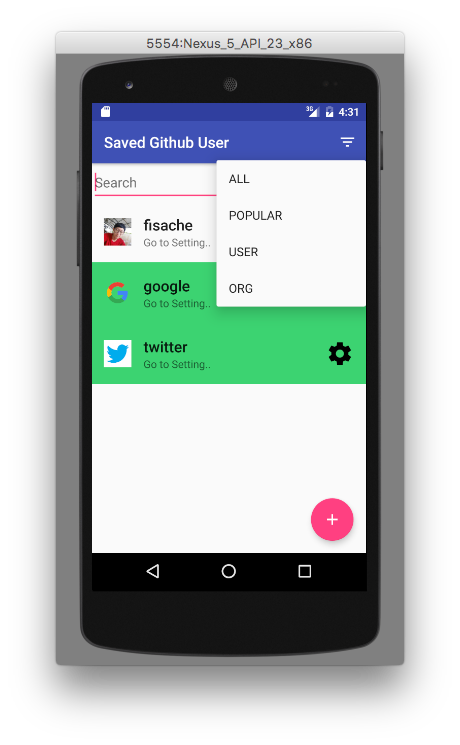 5554:Nexus_5_API_23_x86
3G 4:31
Saved Github User
Search
ALL
POPULAR
USER
ORG
fisache
Go to Setting..
google
Go to Setting..
twitter
Go to Setting..